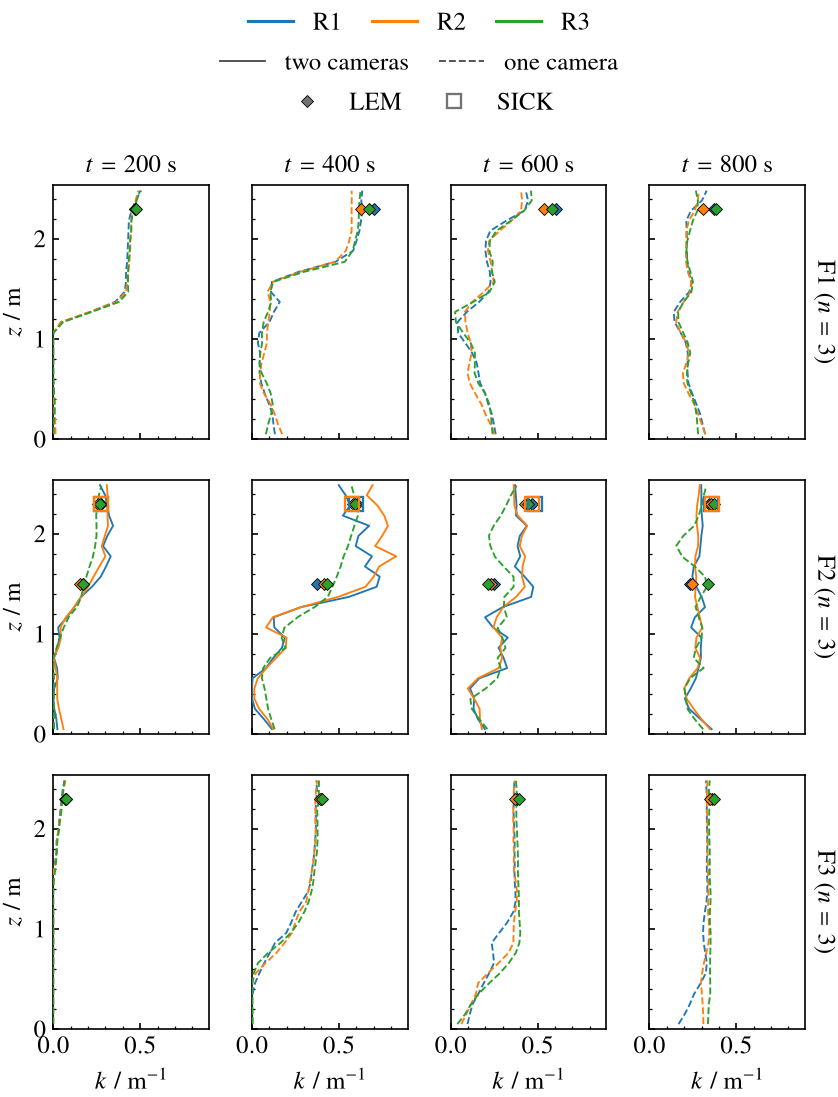 R1 R2 R3
two cameras one camera
LEM SICK
t = 200 s t = 400 s t = 600 s t = 800 s
z / m
2
1
0
F1 (n = 3)
z / m
2
1
0
F2 (n = 3)
z / m
2
1
0
F3 (n = 3)
0.0 0.5 0.0 0.5 0.0 0.5 0.0 0.5
k / m⁻¹ k / m⁻¹ k / m⁻¹ k / m⁻¹